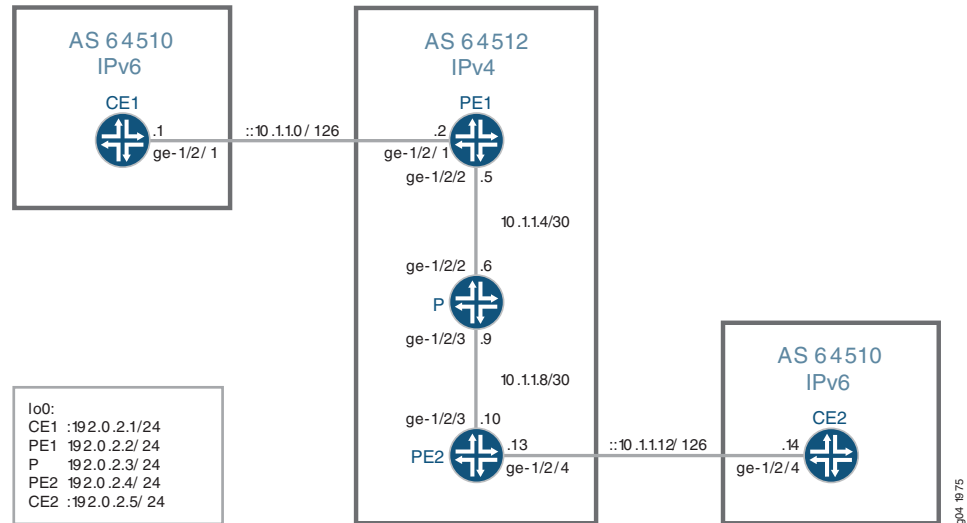 AS 64510
IPv6
AS 64512
IPv4
CE1
PE1
.1
::10.1.1.0/126
.2
ge-1/2/1
ge-1/2/1
ge-1/2/2
.5
10.1.1.4/30
ge-1/2/2
.6
P
ge-1/2/3
.9
10.1.1.8/30
AS 64510
IPv6
ge-1/2/3
.10
CE2
PE2
.13
::10.1.1.12/126
.14
ge-1/2/4
ge-1/2/4
lo0:
CE1 :192.0.2.1/24
PE1 192.0.2.2/24
P 192.0.2.3/24
PE2 192.0.2.4/24
CE2 :192.0.2.5/24
g041975